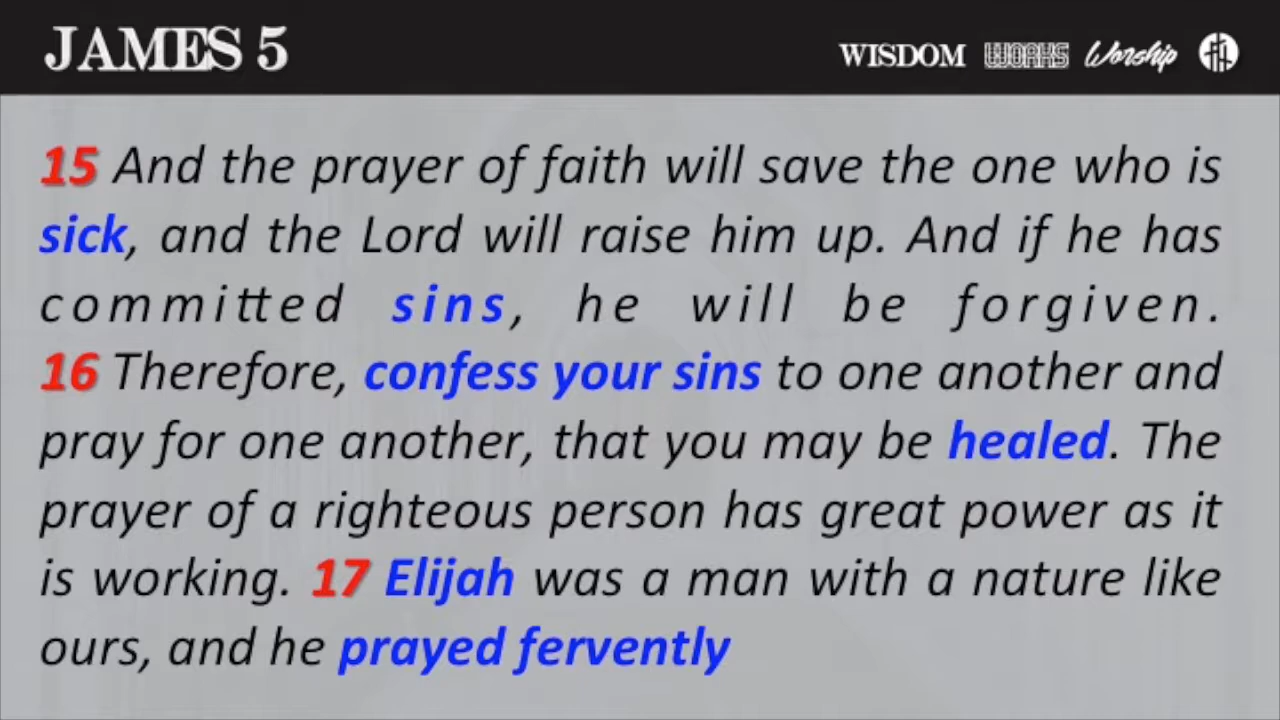 JAMES 5
WISDOM WORKS Worship
15 And the prayer of faith will save the one who is
sick, and the Lord will raise him up. And if he has
committed sins, he will be forgiven.
16 Therefore, confess your sins to one another and
pray for one another, that you may be healed. The
prayer of a righteous person has great power as it
is working. 17 Elijah was a man with a nature like
ours, and he prayed fervently